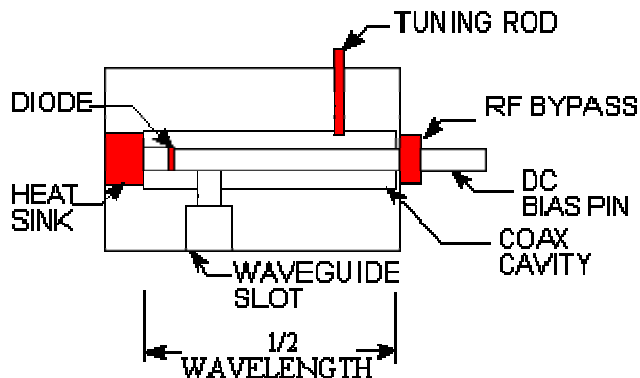 TUNING ROD
DIODE
RF BYPASS
HEAT
SINK
DC
BIAS PIN
COAX
CAVITY
WAVEGUIDE
SLOT
1/2
WAVELENGTH